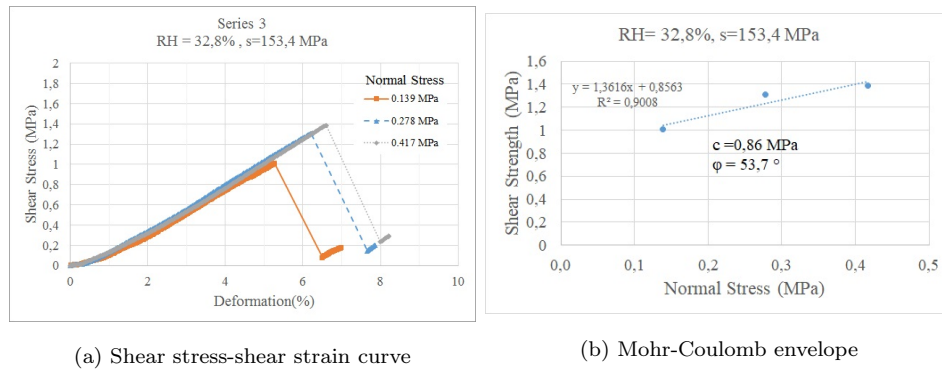 Series 3
RH = 32,8% , s=153,4 MPa
Shear Stress (MPa)
2
1,8
1,6
1,4
1,2
1
0,8
0,6
0,4
0,2
0
0 2 4 6 8 10
Deformation(%)
Normal Stress
0.139 MPa
0.278 MPa
0.417 MPa
(a) Shear stress-shear strain curve
RH= 32,8%, s=153,4 MPa
Shear Strength (MPa)
1,6
1,4
1,2
1
0,8
0,6
0,4
0,2
0
0,0 0,1 0,2 0,3 0,4 0,5
Normal Stress (MPa)
y = 1,3616x + 0,8563
R² = 0,9008
c =0,86 MPa
φ = 53,7 °
(b) Mohr-Coulomb envelope